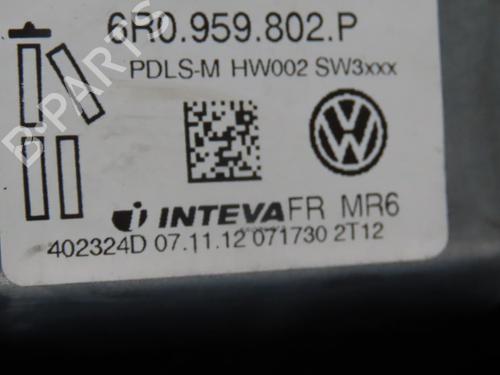 6R0.959.802.P
PDLS-M HW002 SW3xxx
INTEVA FR MR6
402324D 07.11.12 071730 2T12
B-PARTS